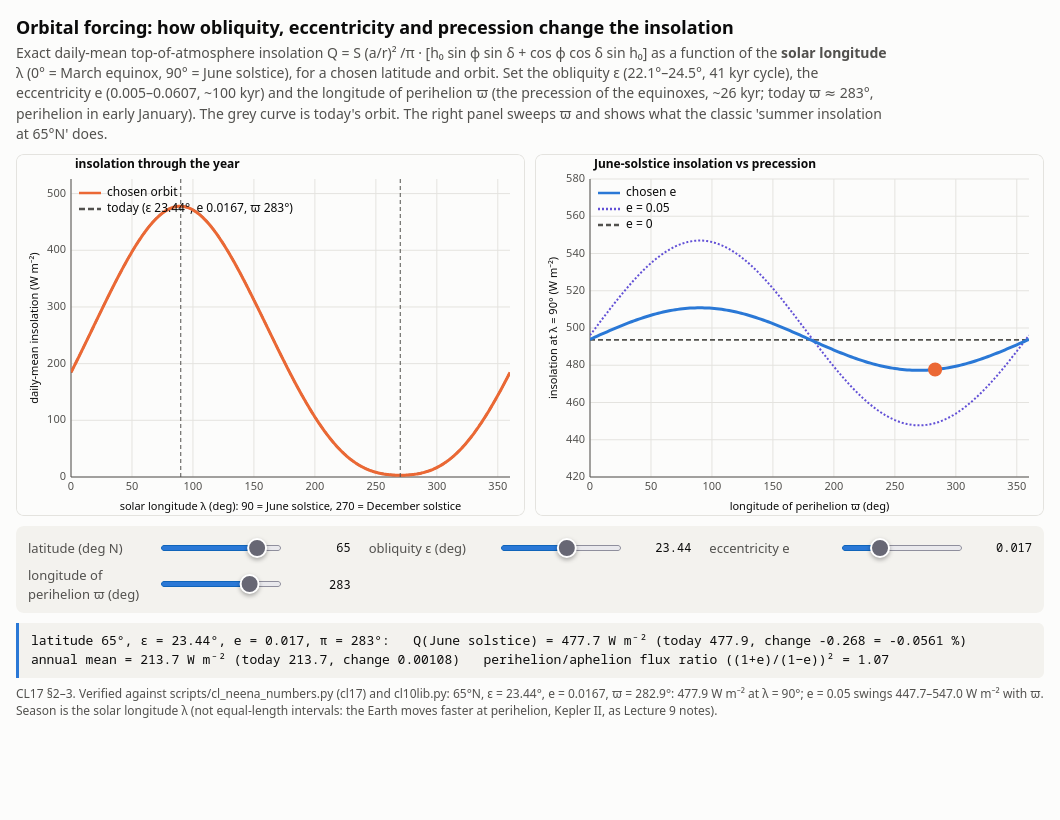 Orbital forcing: how obliquity, eccentricity and precession change the insolation
Exact daily-mean top-of-atmosphere insolation Q = S (a/r)² /π · [h₀ sin ϕ sin δ + cos ϕ cos δ sin h₀] as a function of the solar longitude
λ (0° = March equinox, 90° = June solstice), for a chosen latitude and orbit. Set the obliquity ε (22.1°–24.5°, 41 kyr cycle), the
eccentricity e (0.005–0.0607, ~100 kyr) and the longitude of perihelion ϖ (the precession of the equinoxes, ~26 kyr; today ϖ ≈ 283°,
perihelion in early January). The grey curve is today's orbit. The right panel sweeps ϖ and shows what the classic 'summer insolation
at 65°N' does.
insolation through the year
chosen orbit
today (ε 23.44°, e 0.0167, ϖ 283°)
500
400
300
200
100
0
daily-mean insolation (W m⁻²)
0 50 100 150 200 250 300 350
solar longitude λ (deg): 90 = June solstice, 270 = December solstice
June-solstice insolation vs precession
chosen e
e = 0.05
e = 0
580
560
540
520
500
480
460
440
420
insolation at λ = 90° (W m⁻²)
0 50 100 150 200 250 300 350
longitude of perihelion ϖ (deg)
latitude (deg N) 65 obliquity ε (deg) 23.44 eccentricity e 0.017
longitude of
perihelion ϖ (deg) 283
latitude 65°, ε = 23.44°, e = 0.017, π = 283°: Q(June solstice) = 477.7 W m⁻² (today 477.9, change -0.268 = -0.0561 %)
annual mean = 213.7 W m⁻² (today 213.7, change 0.00108) perihelion/aphelion flux ratio ((1+e)/(1−e))² = 1.07
CL17 §2–3. Verified against scripts/cl_neena_numbers.py (cl17) and cl10lib.py: 65°N, ε = 23.44°, e = 0.0167, ϖ = 282.9°: 477.9 W m⁻² at λ = 90°; e = 0.05 swings 447.7–547.0 W m⁻² with ϖ.
Season is the solar longitude λ (not equal-length intervals: the Earth moves faster at perihelion, Kepler II, as Lecture 9 notes).